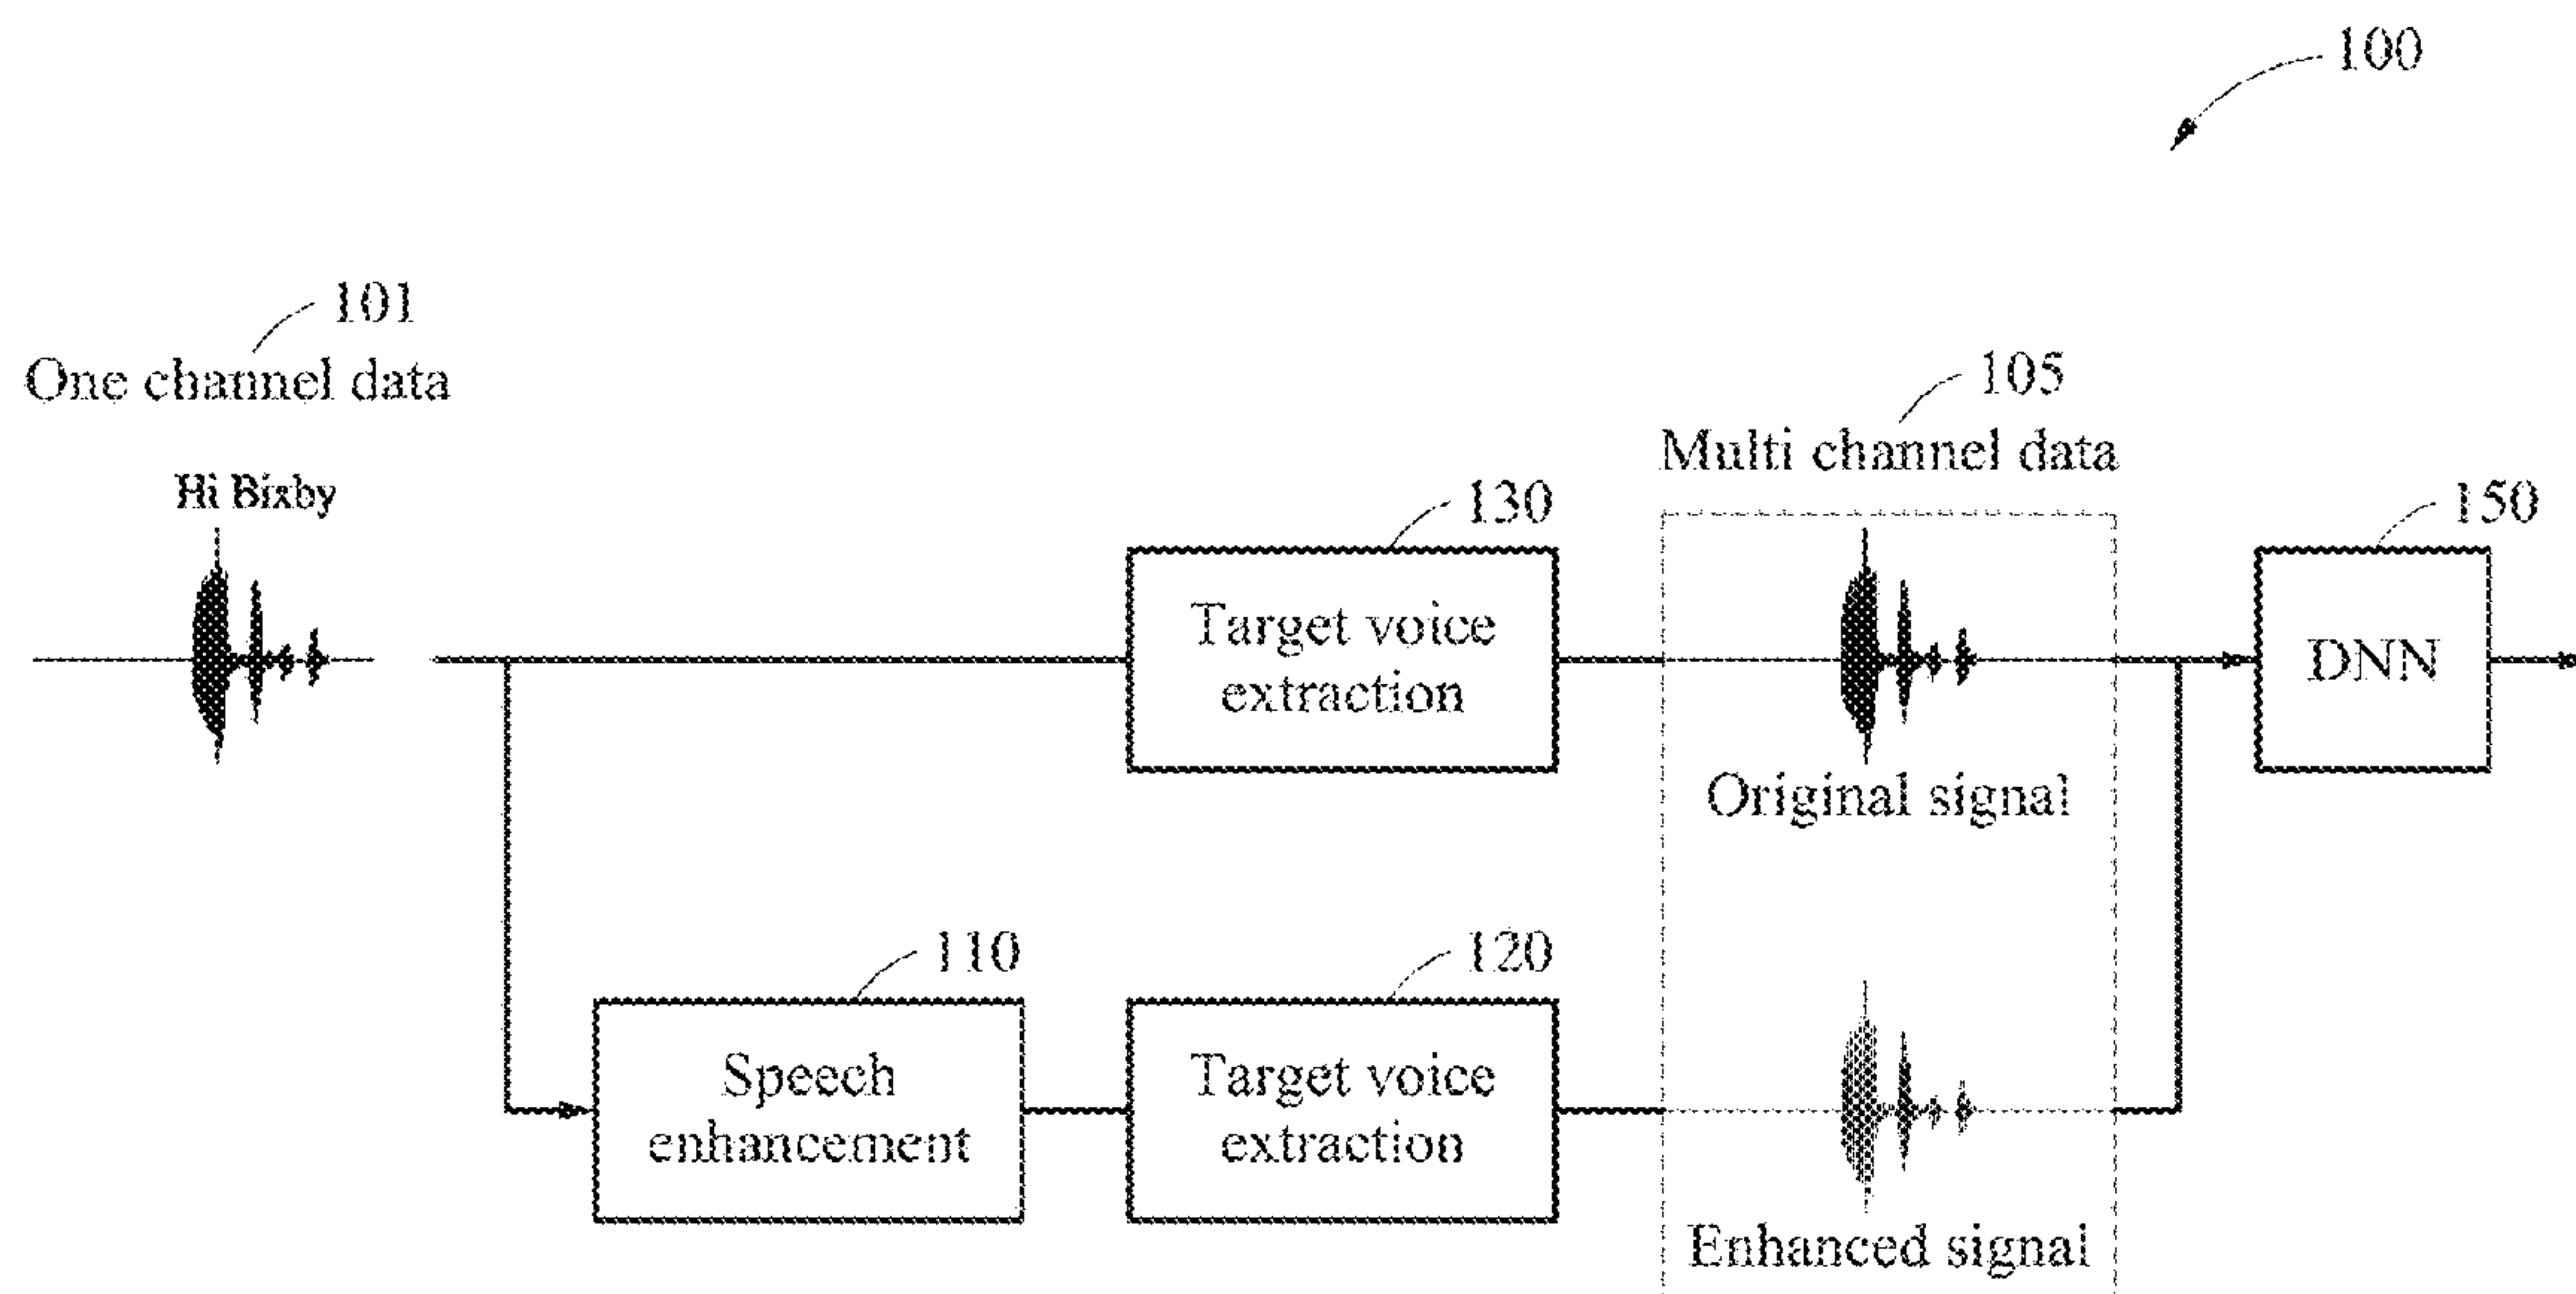 100
101
One channel data
Hi Bixby
105
Multi channel data
130
Target voice
extraction
150
DNN
Original signal
110
Speech
enhancement
120
Target voice
extraction
Enhanced signal